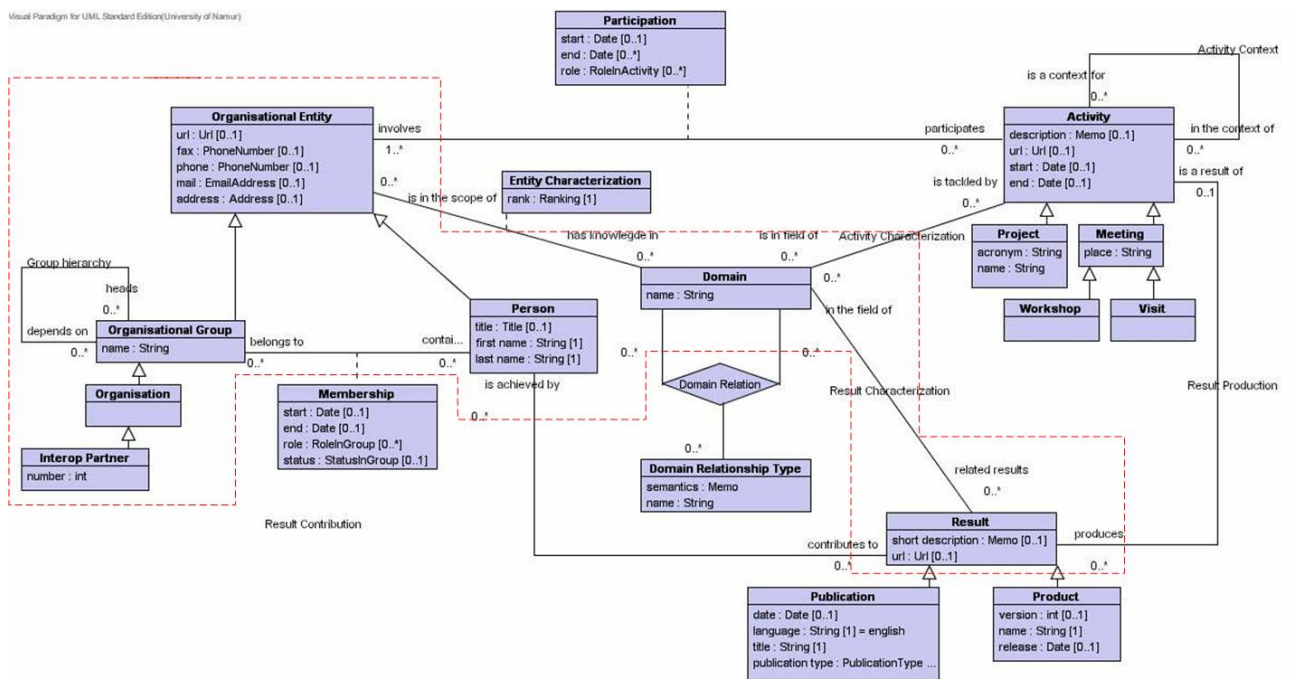 Visual Paradigm for UML Standard Edition(University of Namur)
Participation
start : Date [0..1]
end : Date [0..*]
role : RoleInActivity [0..*]
Activity Context
is a context for
0..*
Organisational Entity
url : Url [0..1]
fax : PhoneNumber [0..1]
phone : PhoneNumber [0..1]
mail : EmailAddress [0..1]
address : Address [0..1]
involves
1..*
participates
0..*
Activity
description : Memo [0..1]
url : Url [0..1]
start : Date [0..1]
end : Date [0..1]
in the context of
0..*
is a result of
0..1
0..*
is in the scope of
Entity Characterization
rank : Ranking [1]
is tackled by
0..*
has knowlegde in
0..*
is in field of
0..*
Activity Characterization
Project
acronym : String
name : String
Meeting
place : String
Workshop
Visit
Domain
name : String
0..*
in the field of
Group hierarchy
heads
0..*
depends on
0..*
Organisational Group
name : String
belongs to
0..*
contai...
0..*
Person
title : Title [0..1]
first name : String [1]
last name : String [1]
is achieved by
0..*
0..*
0..*
Domain Relation
0..*
Result Characterization
Result Production
Organisation
Interop Partner
number : int
Membership
start : Date [0..1]
end : Date [0..1]
role : RoleInGroup [0..*]
status : StatusInGroup [0..1]
Domain Relationship Type
semantics : Memo
name : String
related results
0..*
Result Contribution
contributes to
0..*
Result
short description : Memo [0..1]
url : Url [0..1]
produces
0..*
Publication
date : Date [0..1]
language : String [1] = english
title : String [1]
publication type : PublicationType ...
Product
version : int [0..1]
name : String [1]
release : Date [0..1]